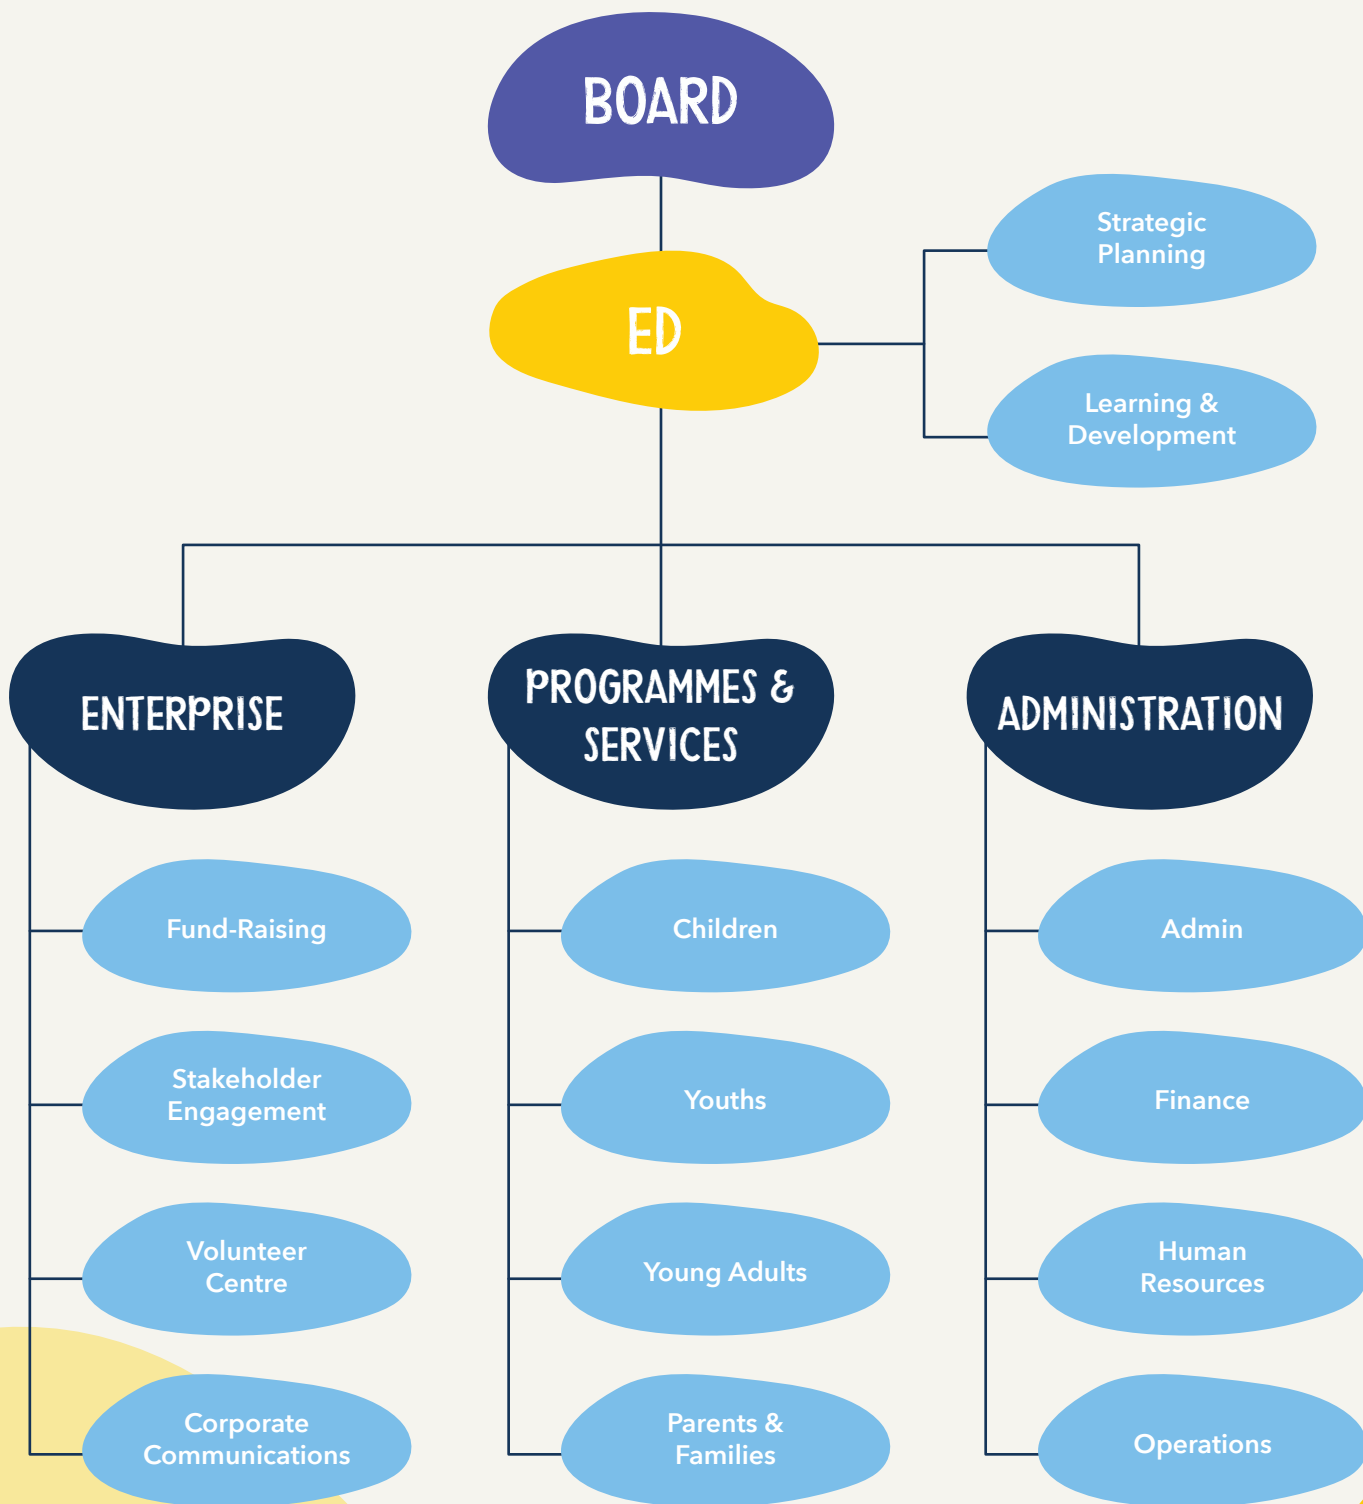 BOARD
ED
Strategic
Planning
Learning &
Development
ENTERPRISE
Fund-Raising
Stakeholder
Engagement
Volunteer
Centre
Corporate
Communications
PROGRAMMES &
SERVICES
Children
Youths
Young Adults
Parents &
Families
ADMINISTRATION
Admin
Finance
Human
Resources
Operations